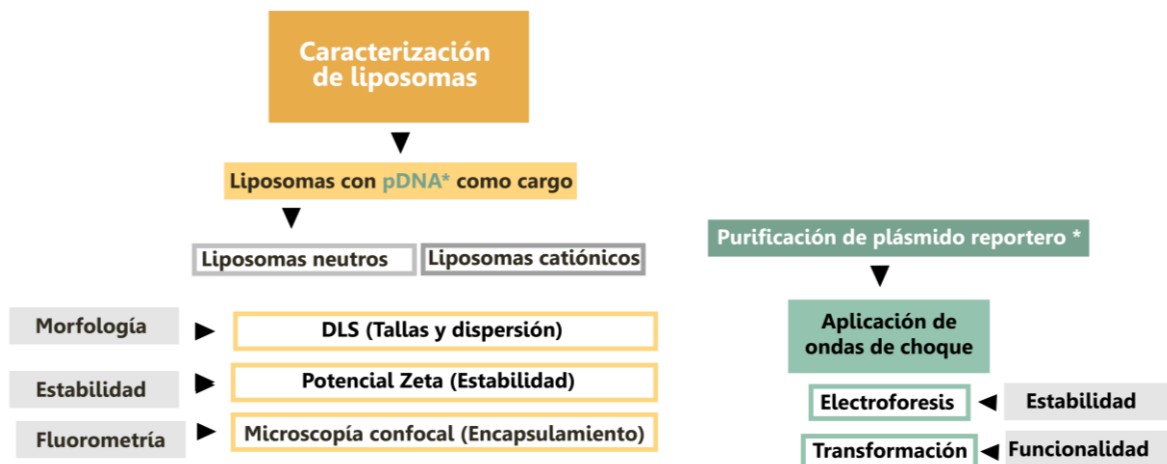 Caracterización
de liposomas
Liposomas con pDNA* como cargo
Liposomas neutros
Liposomas catiónicos
Morfología
DLS (Tallas y dispersión)
Estabilidad
Potencial Zeta (Estabilidad)
Fluorometría
Microscopía confocal (Encapsulamiento)
Purificación de plásmido reportero *
Aplicación de
ondas de choque
Electroforesis
Estabilidad
Transformación
Funcionalidad